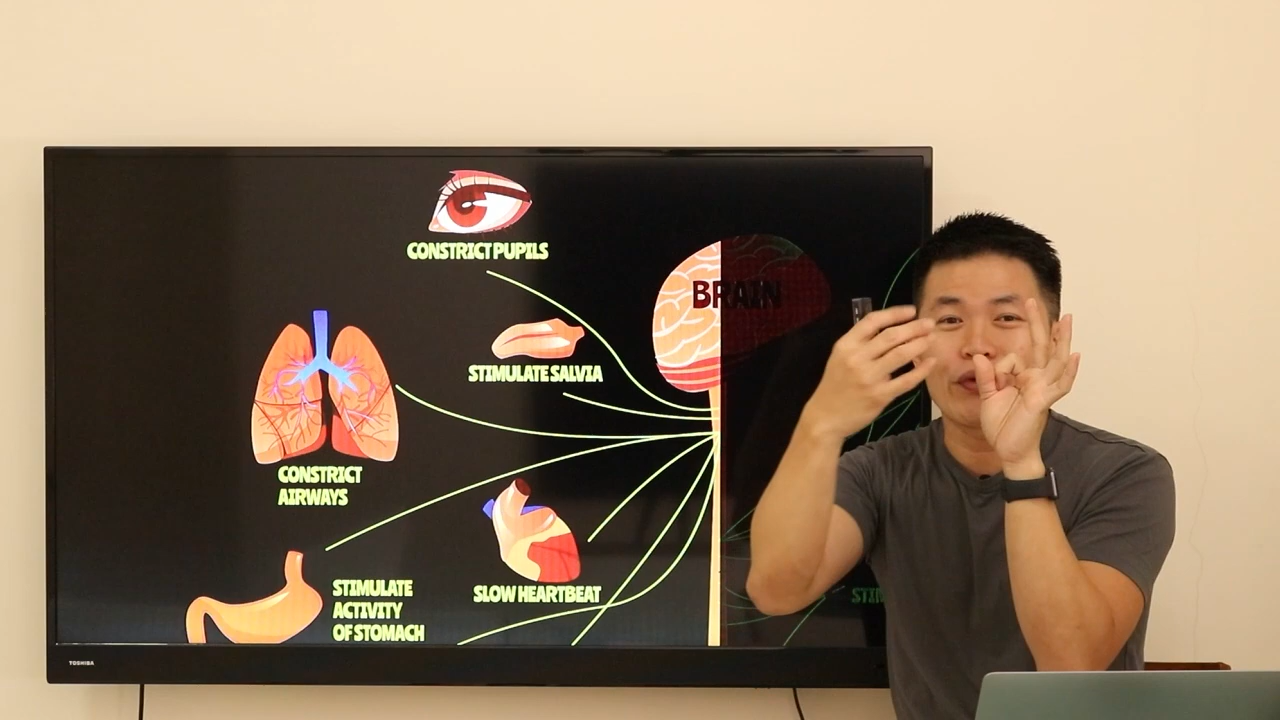 CONSTRICT PUPILS
BRAIN
STIMULATE SALVIA
CONSTRICT
AIRWAYS
SLOW HEARTBEAT
STIMULATE
ACTIVITY
OF STOMACH
TOSHIBA